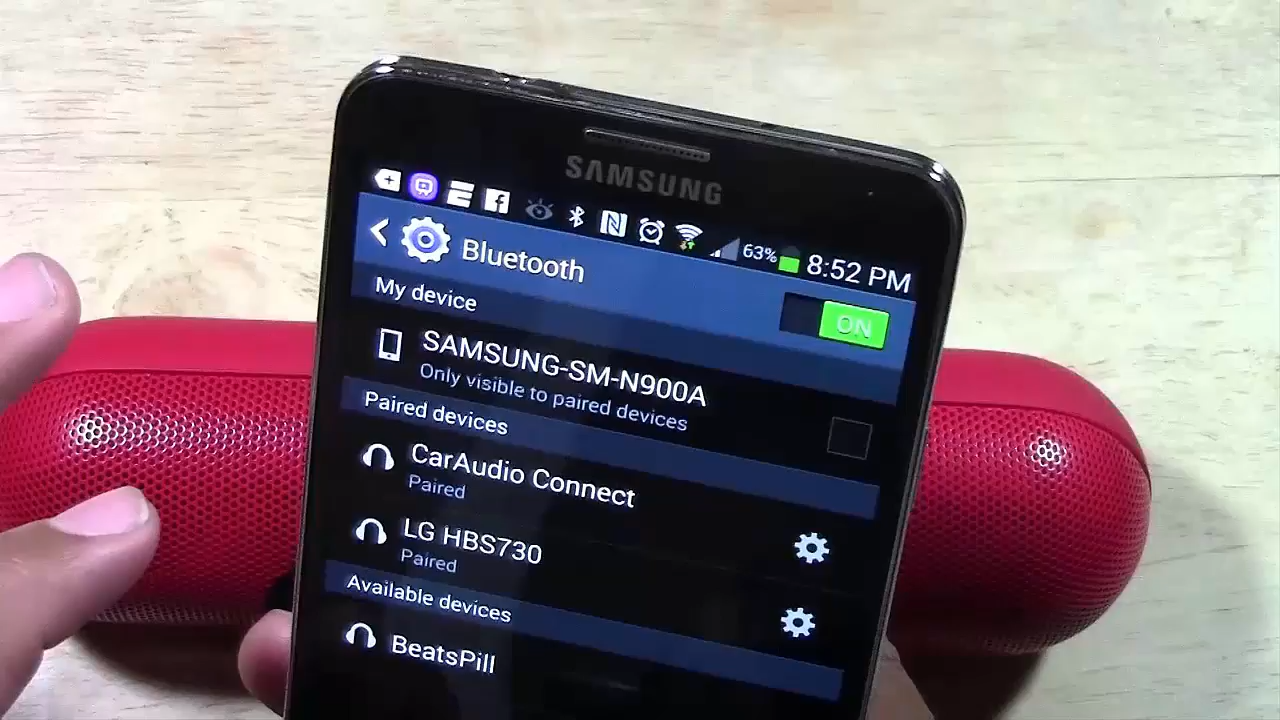 SAMSUNG
63% 8:52 PM
Bluetooth
ON
My device
SAMSUNG-SM-N900A
Only visible to paired devices
Paired devices
CarAudio Connect
Paired
LG HBS730
Paired
Available devices
BeatsPill